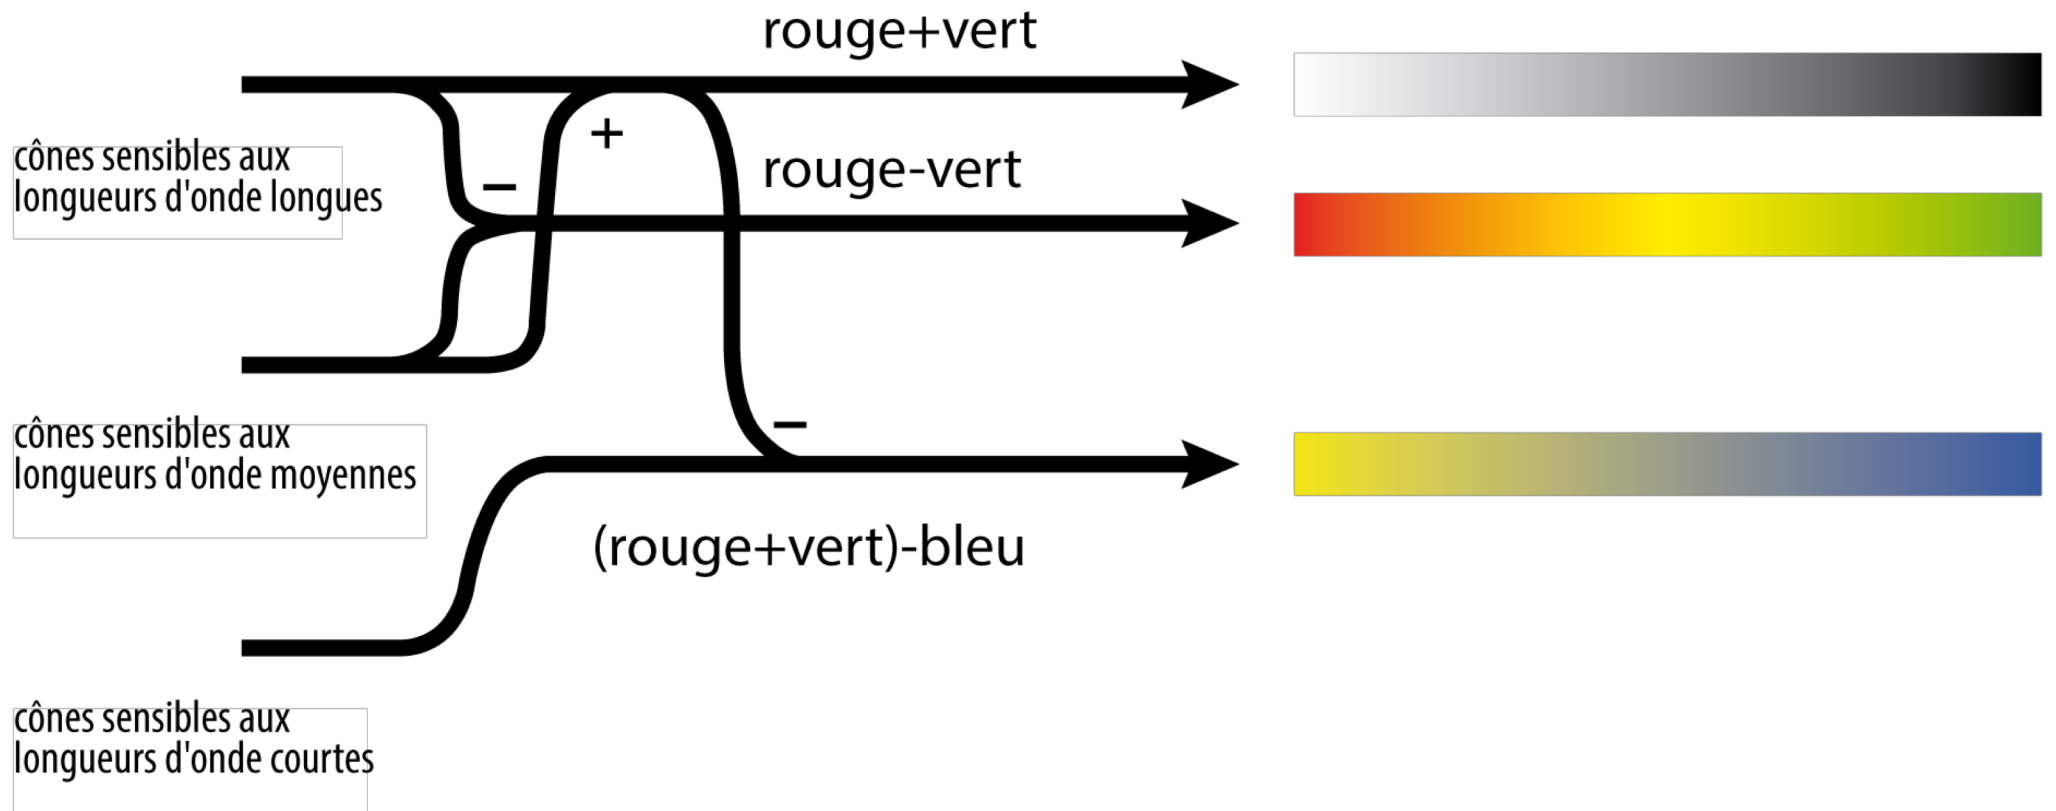 rouge+vert
+
cônes sensibles aux
longueurs d'onde longues
rouge-vert
–
cônes sensibles aux
longueurs d'onde moyennes
–
(rouge+vert)-bleu
cônes sensibles aux
longueurs d'onde courtes